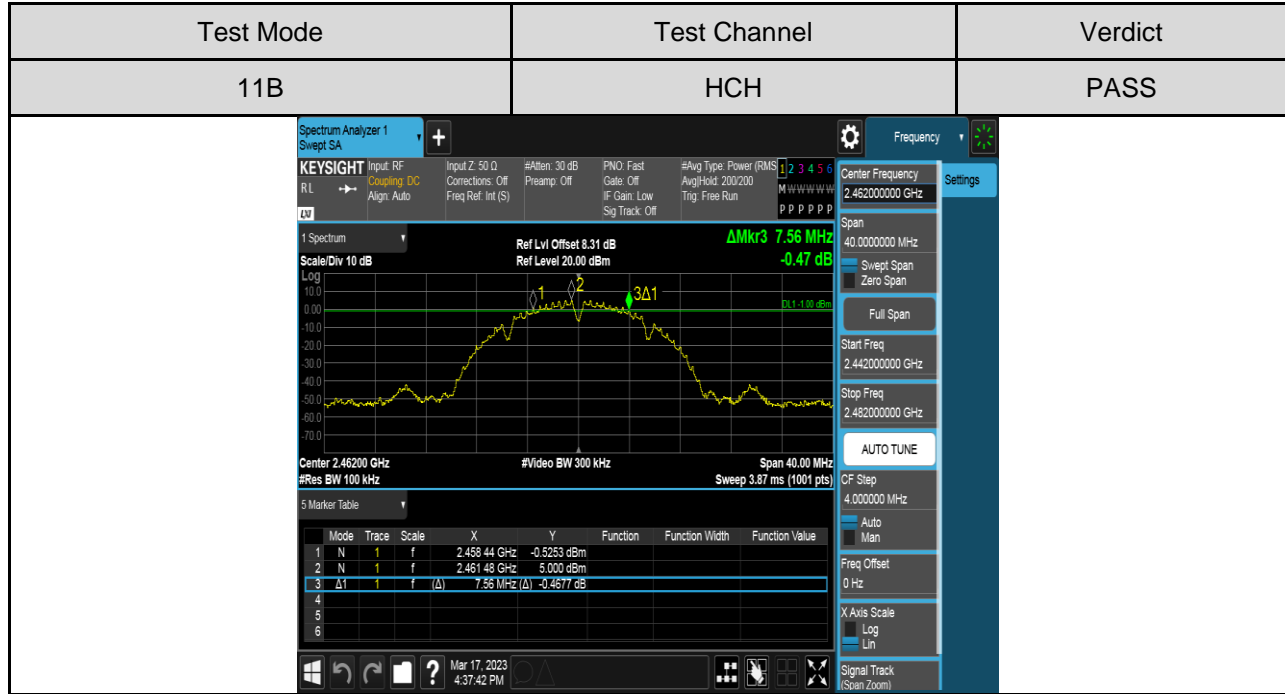 Test Mode Test Channel Verdict
11B HCH PASS
Spectrum Analyzer 1
Swept SA
+
Frequency
KEYSIGHT Input: RF Input Z: 50 Ω #Atten: 30 dB PNO: Fast #Avg Type: Power (RMS 1 2 3 4 5 6
RL Coupling: DC Corrections: Off Preamp: Off Gate: Off Avg|Hold: 200/200 M W W W W W
Align: Auto Freq Ref: Int (S) IF Gain: Low Trig: Free Run
LXI Sig Track: Off P P P P P P
1 Spectrum
Ref Lvl Offset 8.31 dB ΔMkr3 7.56 MHz
Scale/Div 10 dB Ref Level 20.00 dBm -0.47 dB
Log
10.0
0.00
-10.0
-20.0
-30.0
-40.0
-50.0
-60.0
-70.0
1 2 3Δ1
DL1 -1.00 dBm
Center 2.46200 GHz #Video BW 300 kHz Span 40.00 MHz
#Res BW 100 kHz Sweep 3.87 ms (1001 pts)
5 Marker Table
Mode Trace Scale X Y Function Function Width Function Value
1 N 1 f 2.458 44 GHz -0.5253 dBm
2 N 1 f 2.461 48 GHz 5.000 dBm
3 Δ1 1 f (Δ) 7.56 MHz (Δ) -0.4677 dB
4
5
6
Mar 17, 2023
4:37:42 PM
?
Center Frequency
2.462000000 GHz
Settings
Span
40.0000000 MHz
Swept Span
Zero Span
Full Span
Start Freq
2.442000000 GHz
Stop Freq
2.482000000 GHz
AUTO TUNE
CF Step
4.000000 MHz
Auto
Man
Freq Offset
0 Hz
X Axis Scale
Log
Lin
Signal Track
(Span Zoom)